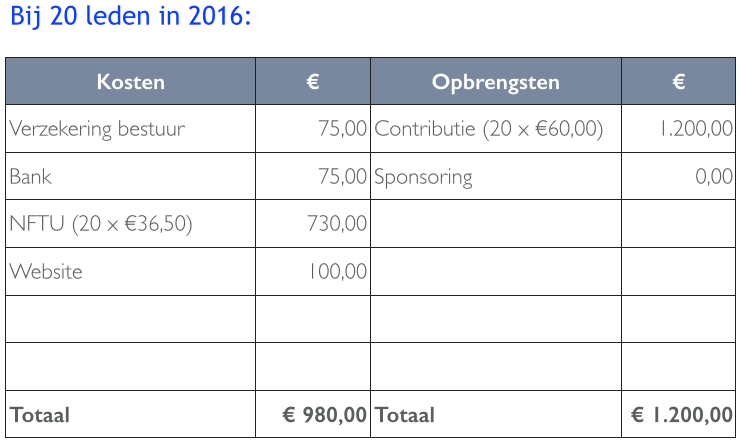 Bij 20 leden in 2016:
Kosten € Opbrengsten €
Verzekering bestuur 75,00 Contributie (20 x €60,00) 1.200,00
Bank 75,00 Sponsoring 0,00
NFTU (20 x €36,50) 730,00
Website 100,00
Totaal € 980,00 Totaal € 1.200,00